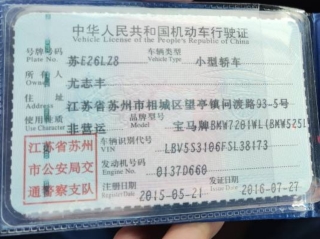 中华人民共和国机动车行驶证
Vehicle License of the People's Republic of China
号牌号码 苏E26LZ8 车辆类型 小型轿车
Plate No. Vehicle Type
所有人 尤志丰
Owner
住址 江苏省苏州市相城区望亭镇问渡路93-5号
Address
使用性质 非营运 品牌型号 宝马牌BMW7201WL(BMW525L
Use Character
江苏省苏州
市公安局交
通警察支队
车辆识别代号 LBV5S3106FSL38173
VIN
发动机号码 0137D660
Engine No.
注册日期 2015-05-21 发证日期 2016-07-27
Register Date Issue Date